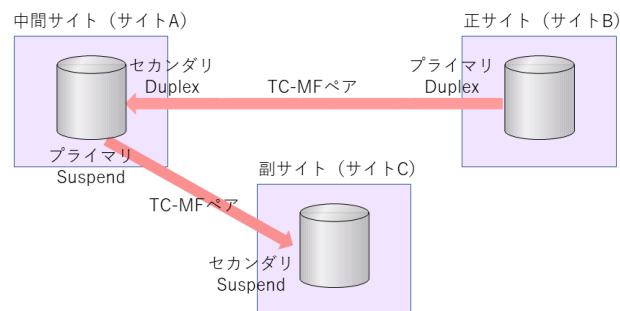 中間サイト（サイトA）
正サイト（サイトB）
セカンダリ
Duplex
TC-MFペア
プライマリ
Duplex
プライマリ
Suspend
副サイト（サイトC）
TC-MFペア
セカンダリ
Suspend